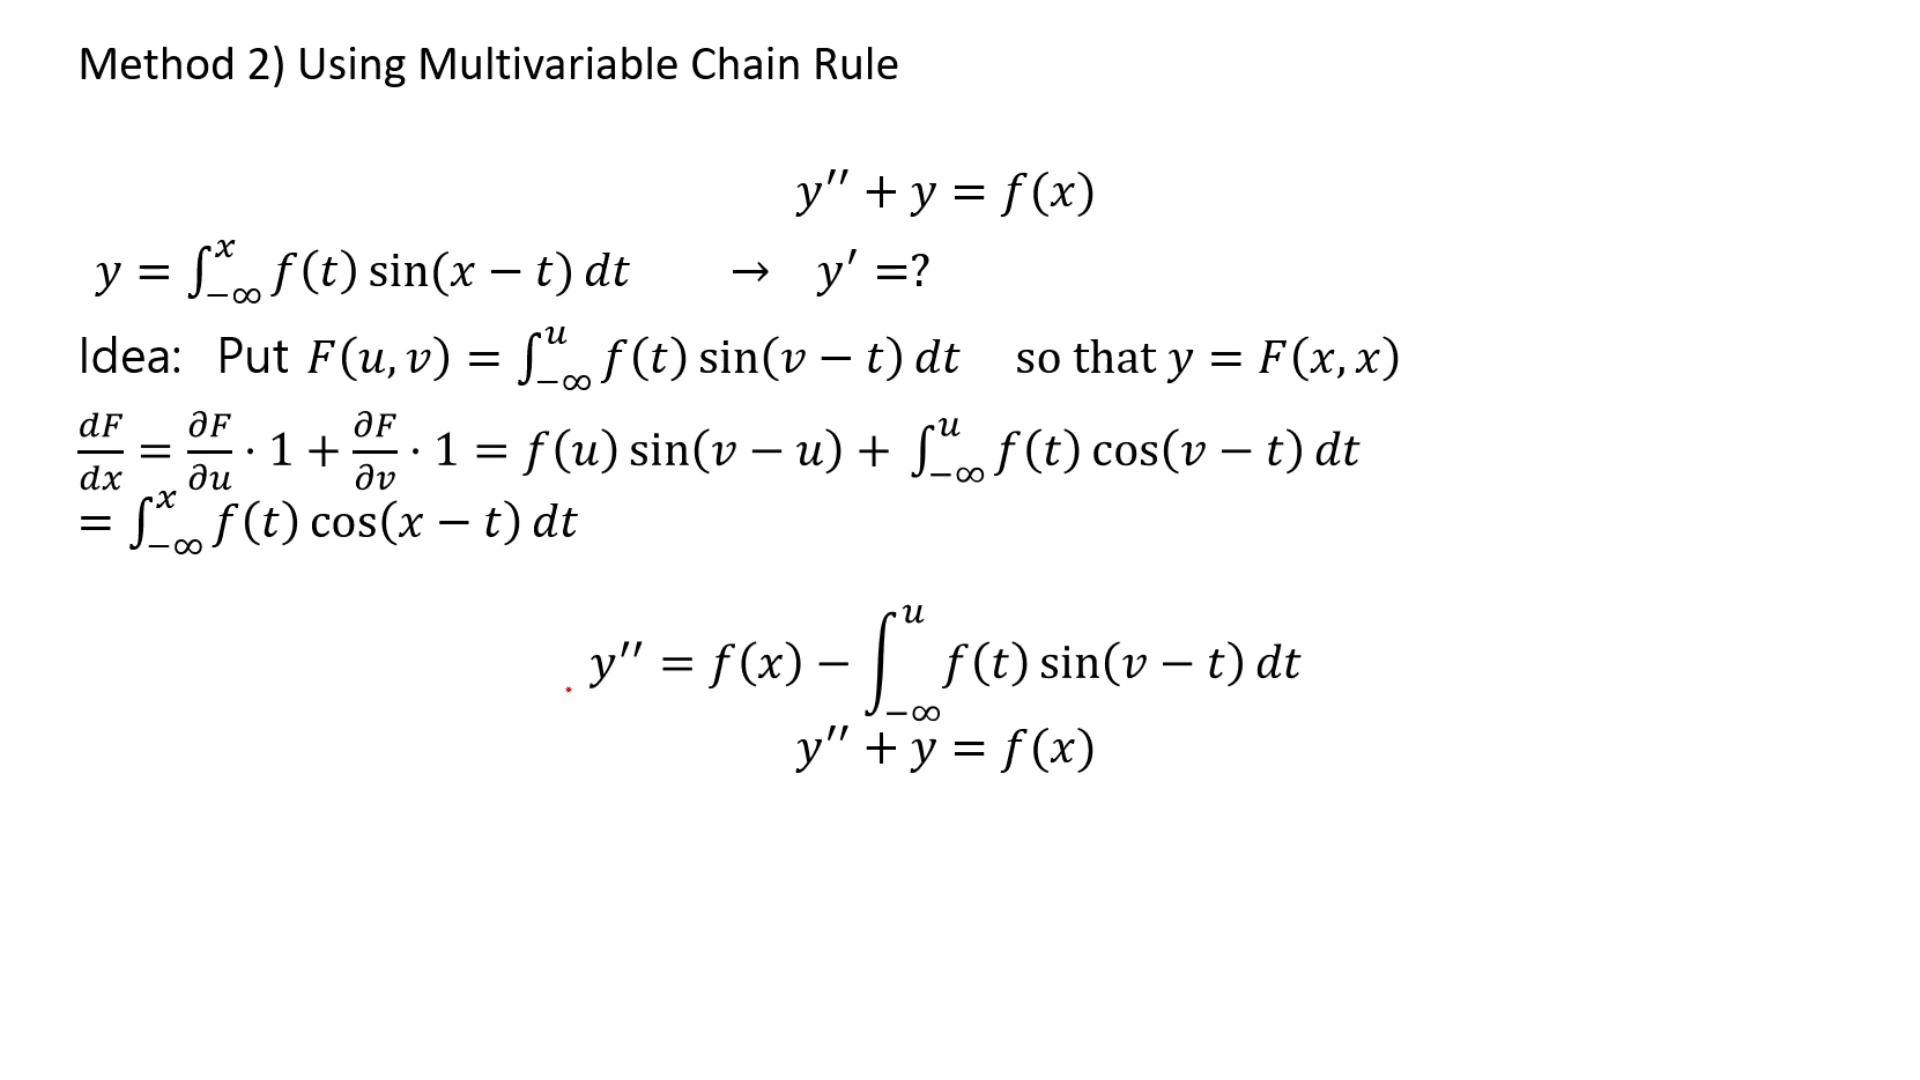 Method 2) Using Multivariable Chain Rule
y′′ + y = f(x)
y = ∫_{−∞}^{x} f(t) sin(x − t) dt → y′ =?
Idea: Put F(u, v) = ∫_{−∞}^{u} f(t) sin(v − t) dt so that y = F(x, x)
dF/dx = ∂F/∂u · 1 + ∂F/∂v · 1 = f(u) sin(v − u) + ∫_{−∞}^{u} f(t) cos(v − t) dt
= ∫_{−∞}^{x} f(t) cos(x − t) dt
y′′ = f(x) − ∫_{−∞}^{u} f(t) sin(v − t) dt
y′′ + y = f(x)